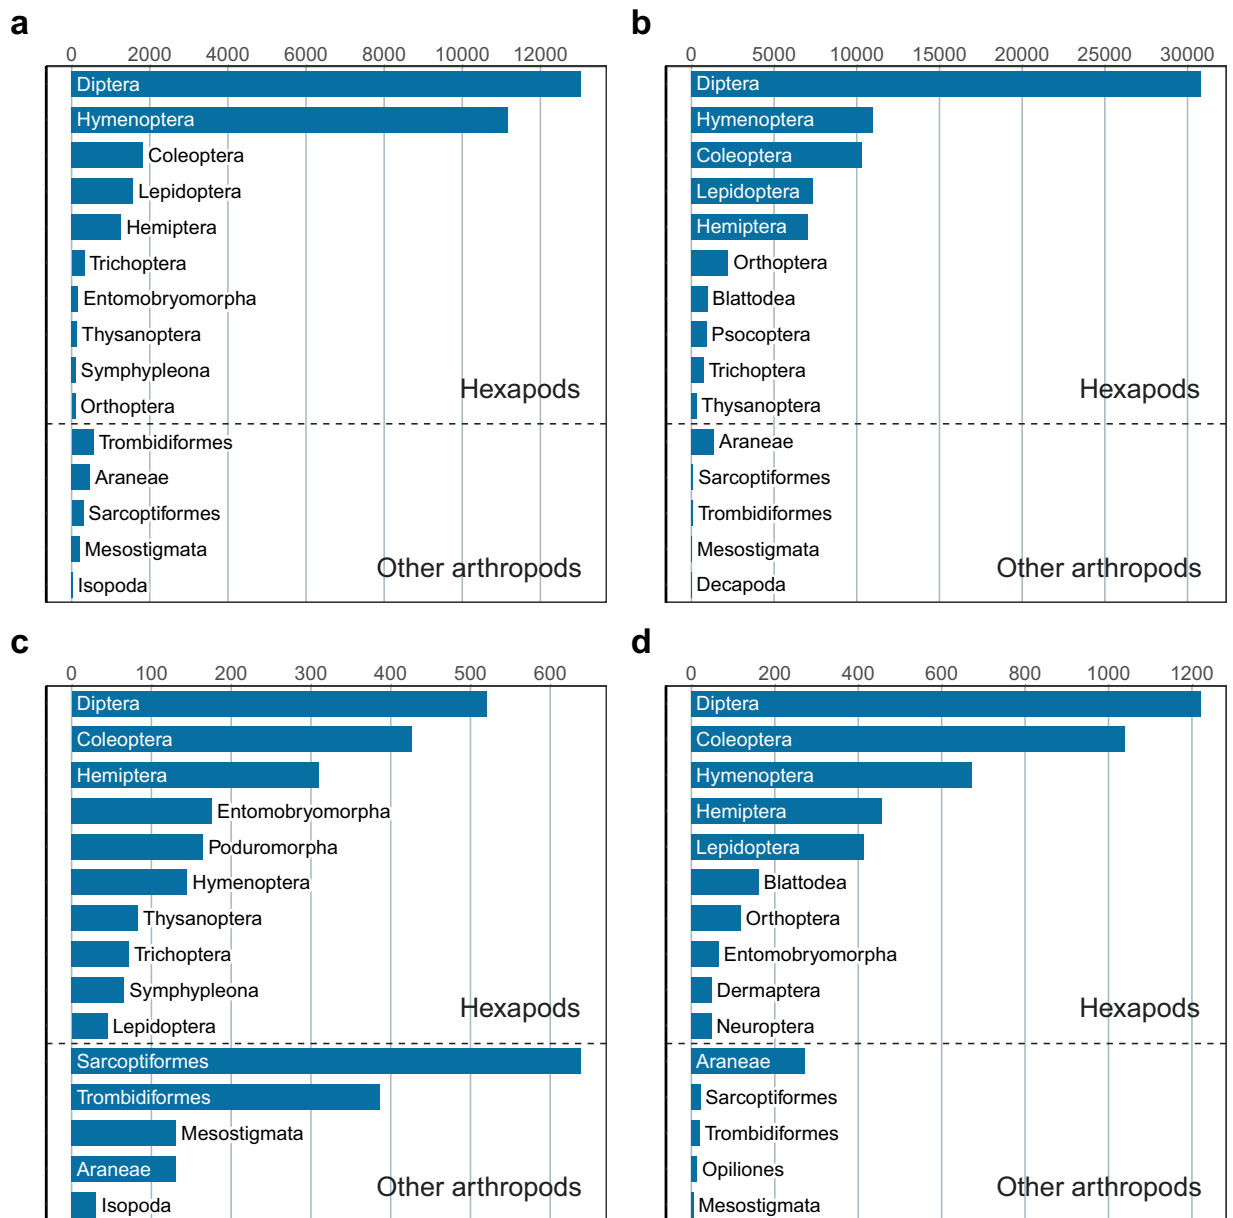 a
0 2000 4000 6000 8000 10000 12000
Diptera
Hymenoptera
Coleoptera
Lepidoptera
Hemiptera
Trichoptera
Entomobryomorpha
Thysanoptera
Symphypleona
Orthoptera
Hexapods
Trombidiformes
Araneae
Sarcoptiformes
Mesostigmata
Isopoda
Other arthropods
b
0 5000 10000 15000 20000 25000 30000
Diptera
Hymenoptera
Coleoptera
Lepidoptera
Hemiptera
Orthoptera
Blattodea
Psocoptera
Trichoptera
Thysanoptera
Hexapods
Araneae
Sarcoptiformes
Trombidiformes
Mesostigmata
Decapoda
Other arthropods
c
0 100 200 300 400 500 600
Diptera
Coleoptera
Hemiptera
Entomobryomorpha
Poduromorpha
Hymenoptera
Thysanoptera
Trichoptera
Symphypleona
Lepidoptera
Hexapods
Sarcoptiformes
Trombidiformes
Mesostigmata
Araneae
Isopoda
Other arthropods
d
0 200 400 600 800 1000 1200
Diptera
Coleoptera
Hymenoptera
Hemiptera
Lepidoptera
Blattodea
Orthoptera
Entomobryomorpha
Dermaptera
Neuroptera
Hexapods
Araneae
Sarcoptiformes
Trombidiformes
Opiliones
Mesostigmata
Other arthropods